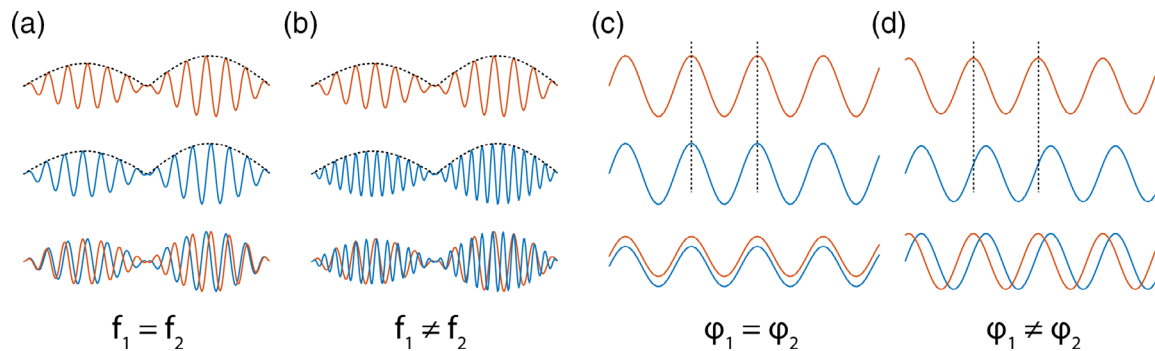 (a) (b) (c) (d)
f₁ = f₂ f₁ ≠ f₂ φ₁ = φ₂ φ₁ ≠ φ₂